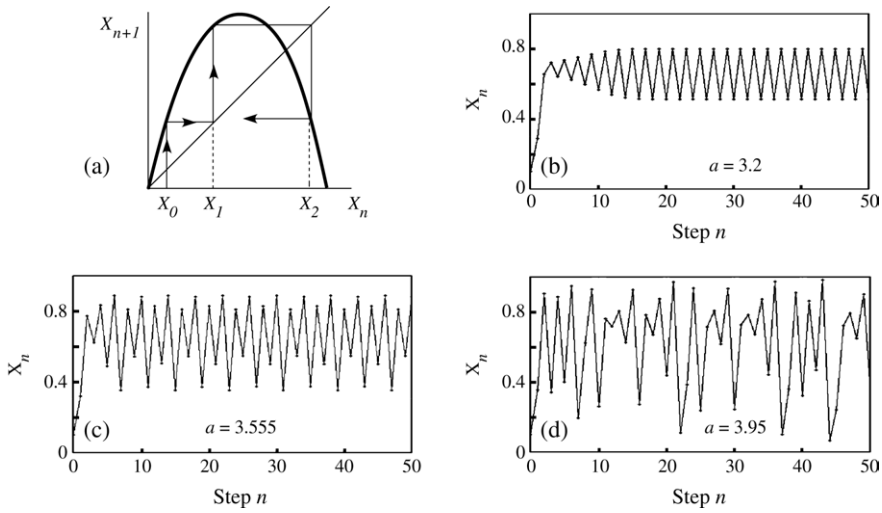 X_{n+1}
(a)
X_0 X_1 X_2 X_n
X_n
0.8
0.4
0
(b)
a = 3.2
0 10 20 30 40 50
Step n
X_n
0.8
0.4
0
(c)
a = 3.555
0 10 20 30 40 50
Step n
X_n
0.8
0.4
0
(d)
a = 3.95
0 10 20 30 40 50
Step n